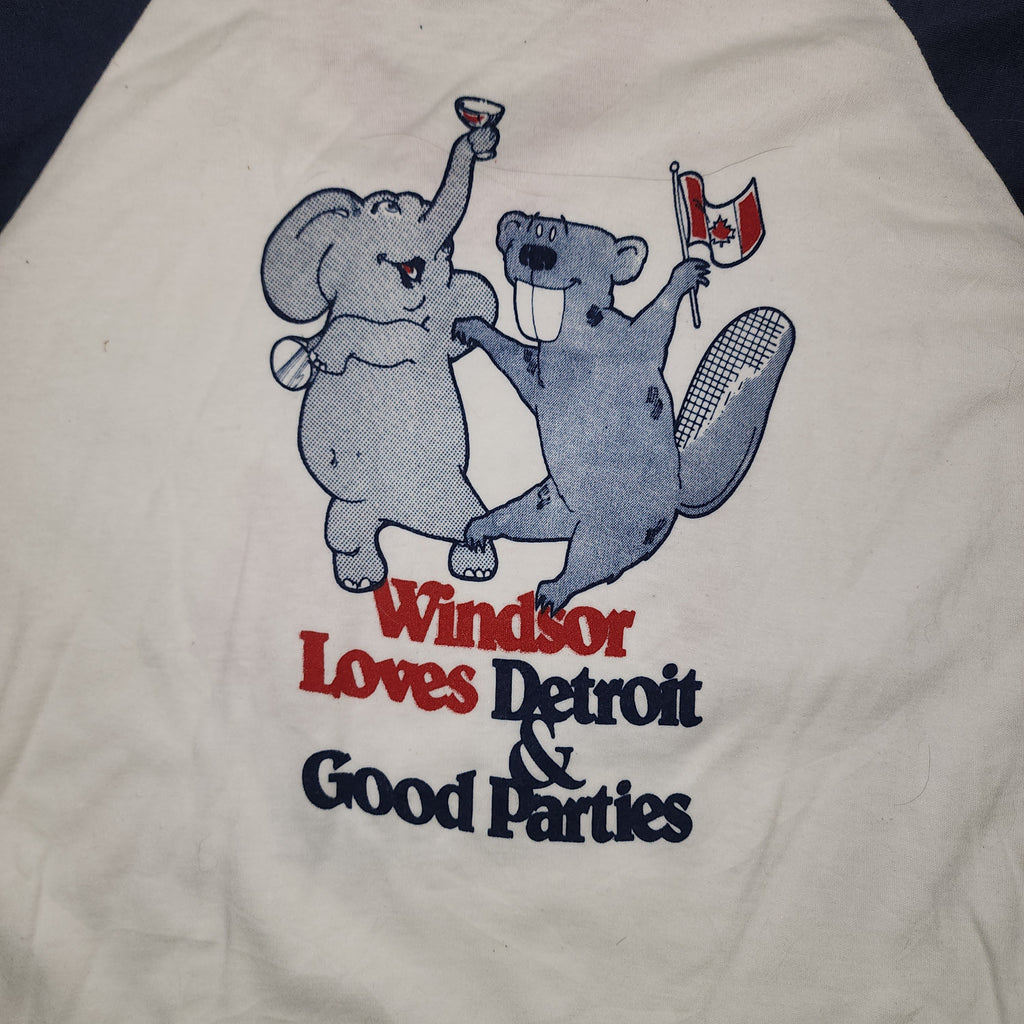 Windsor
Loves Detroit
&
Good Parties